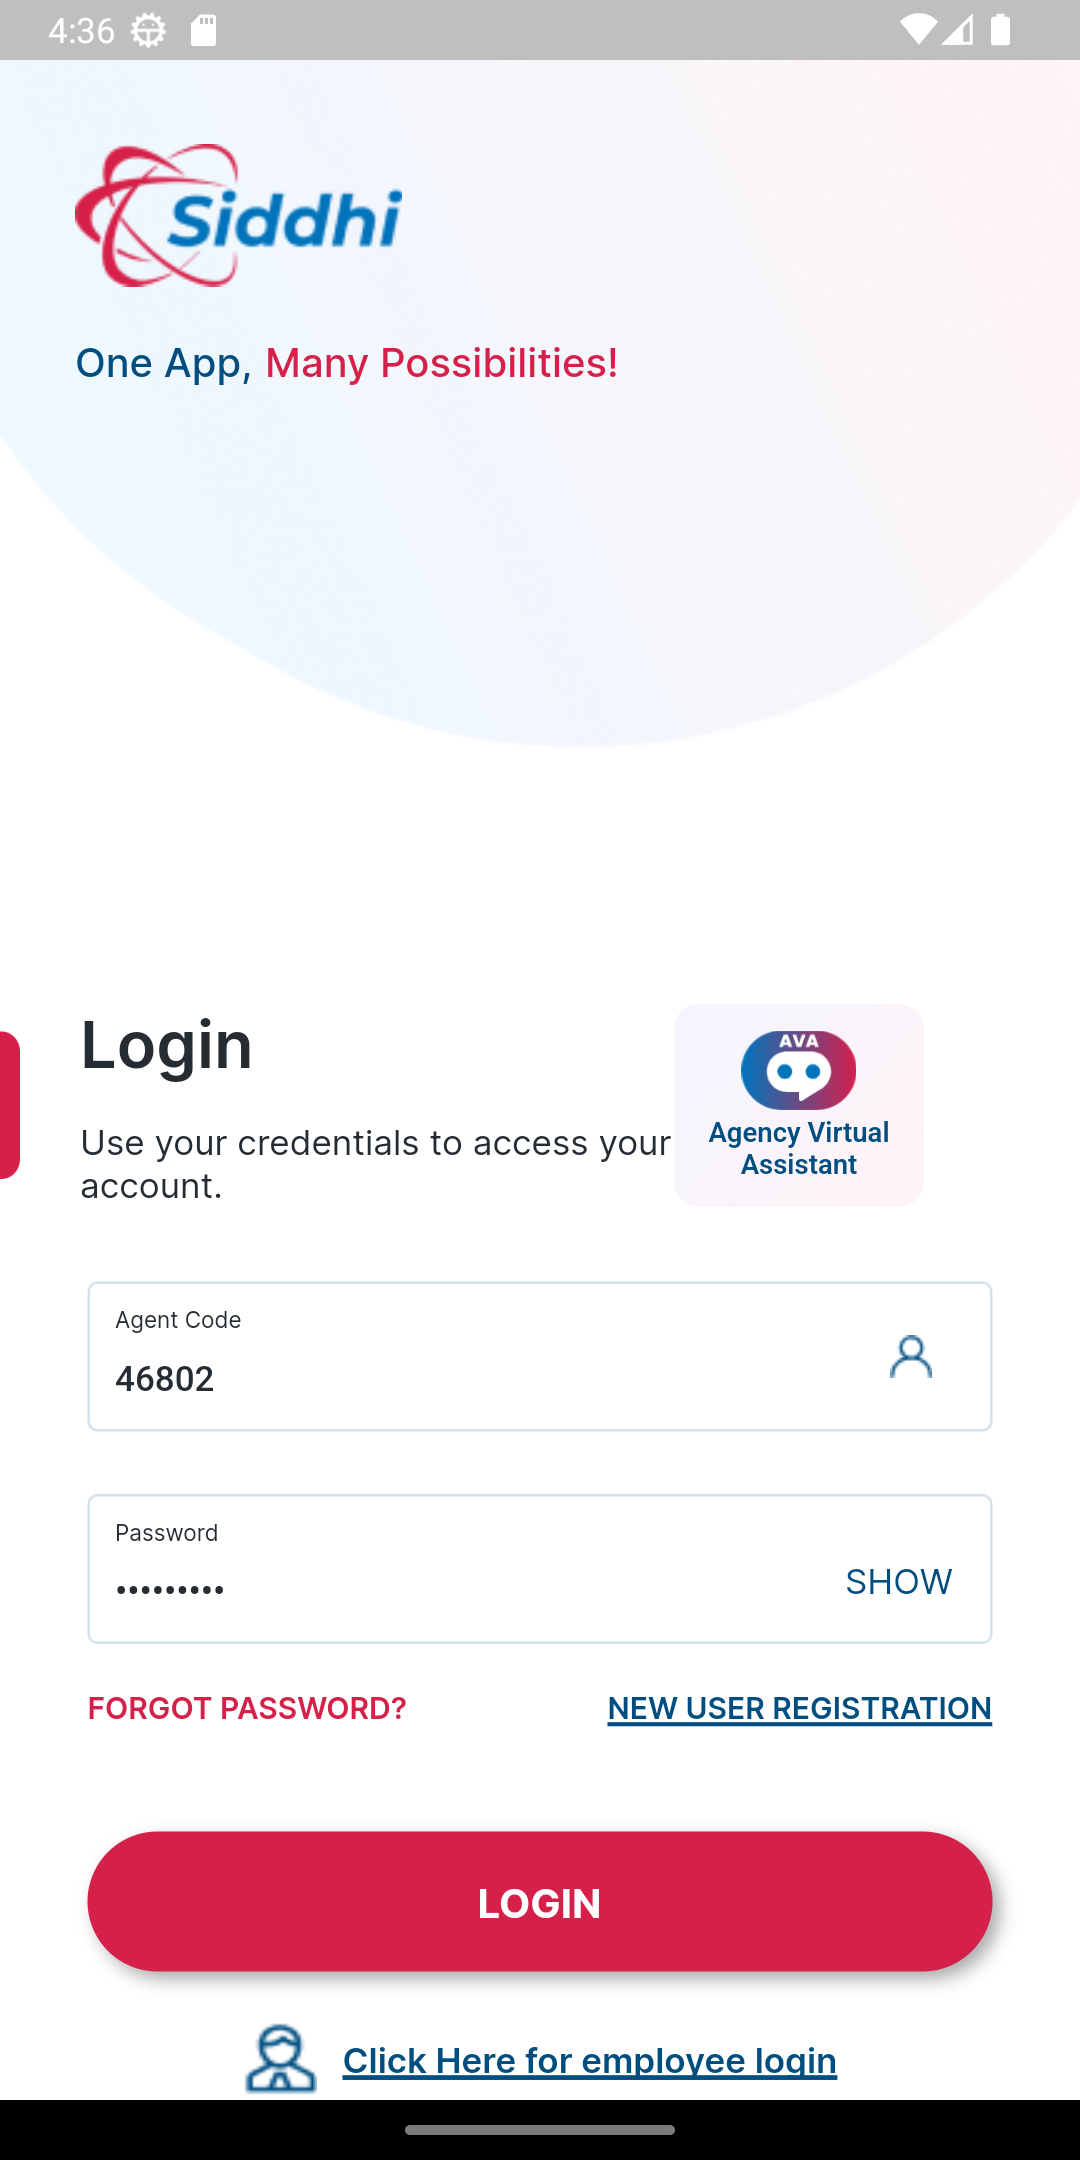 4:36
Siddhi
One App, Many Possibilities!
Login
Use your credentials to access your
account.
AVA
Agency Virtual
Assistant
Agent Code
46802
Password
•••••••••
SHOW
FORGOT PASSWORD?
NEW USER REGISTRATION
LOGIN
Click Here for employee login